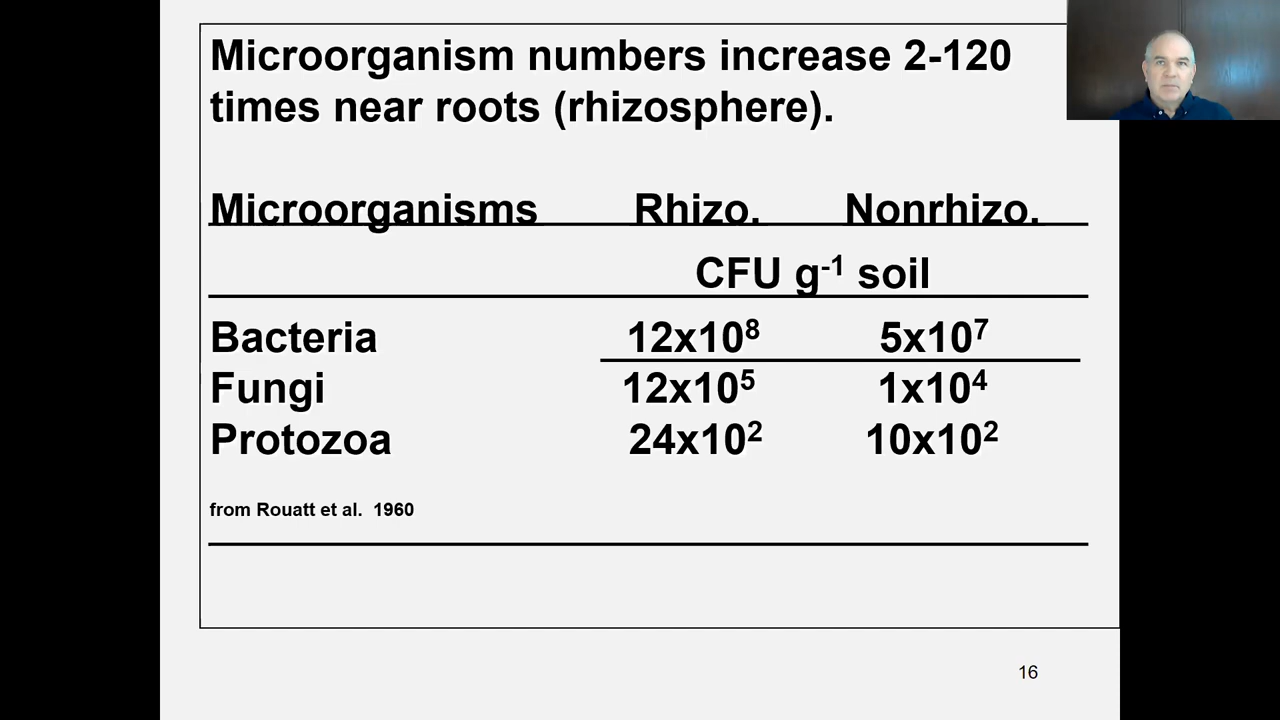 Microorganism numbers increase 2-120
times near roots (rhizosphere).
Microorganisms Rhizo. Nonrhizo.
CFU g⁻¹ soil
Bacteria 12x10⁸ 5x10⁷
Fungi 12x10⁵ 1x10⁴
Protozoa 24x10² 10x10²
from Rouatt et al. 1960
16